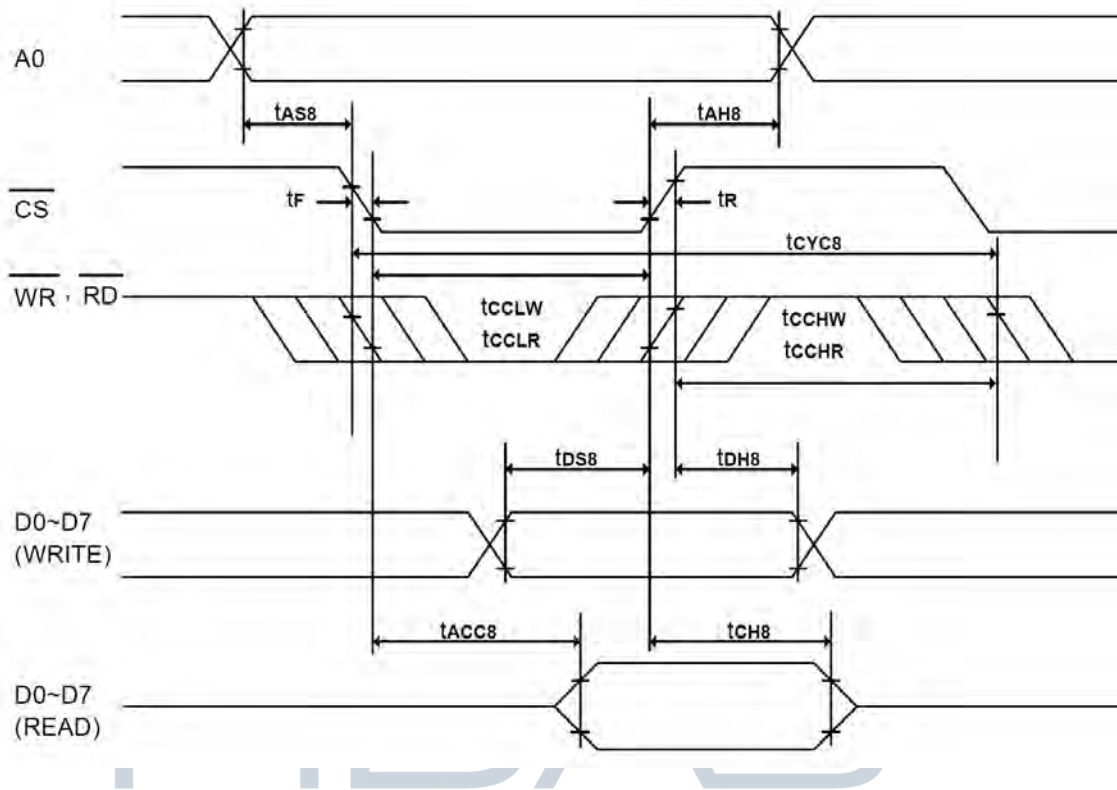 A0
tAS8
tAH8
CS
tF
tR
tCYC8
WR , RD
tCCLW
tCCLR
tCCHW
tCCHR
tDS8
tDH8
D0~D7
(WRITE)
tACC8
tCH8
D0~D7
(READ)